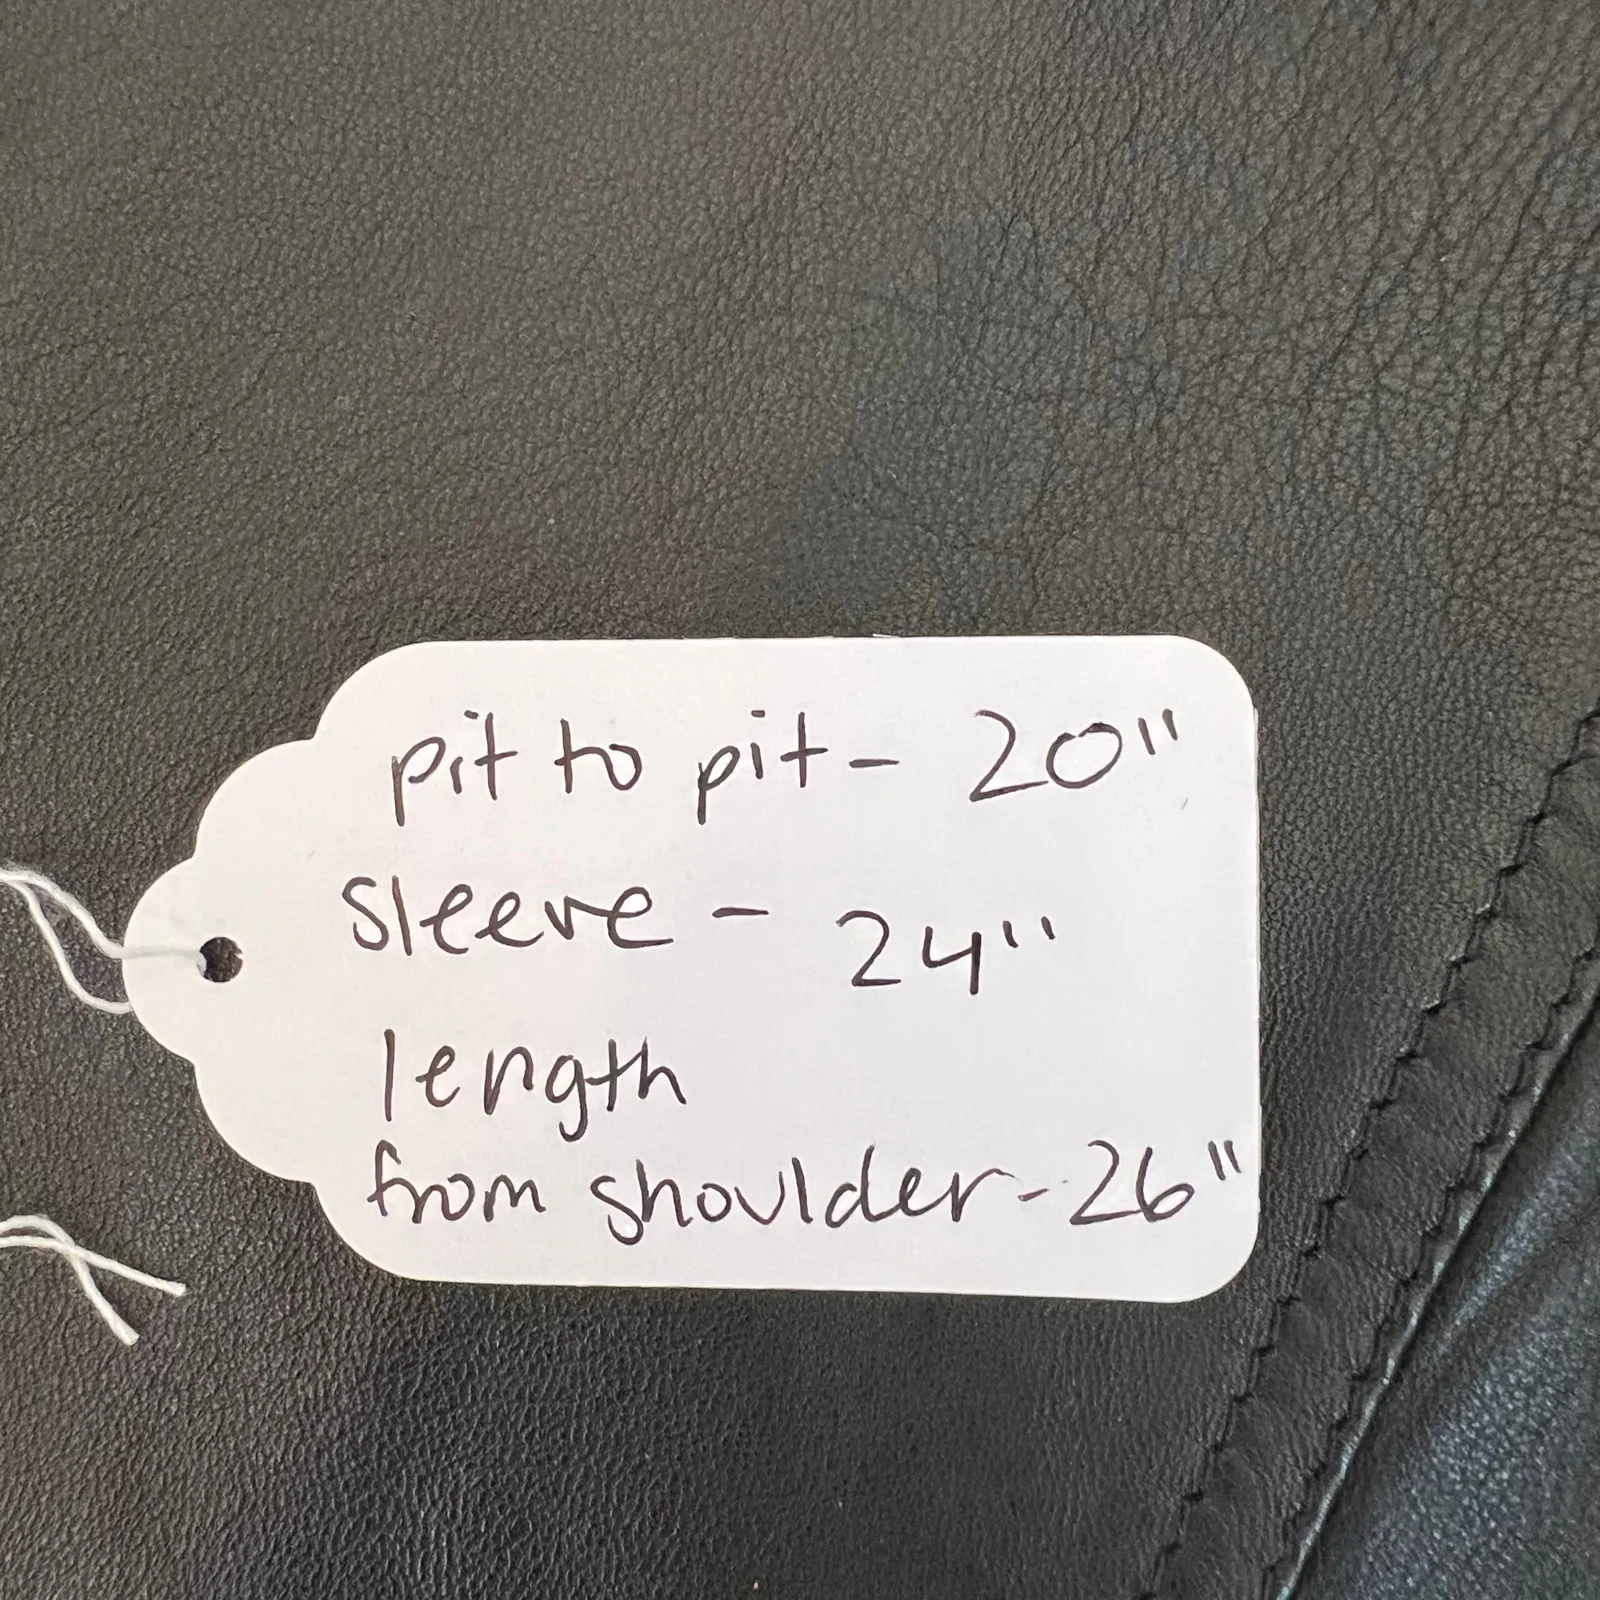 pit to pit - 20"
sleeve - 24"
length
from shoulder - 26"